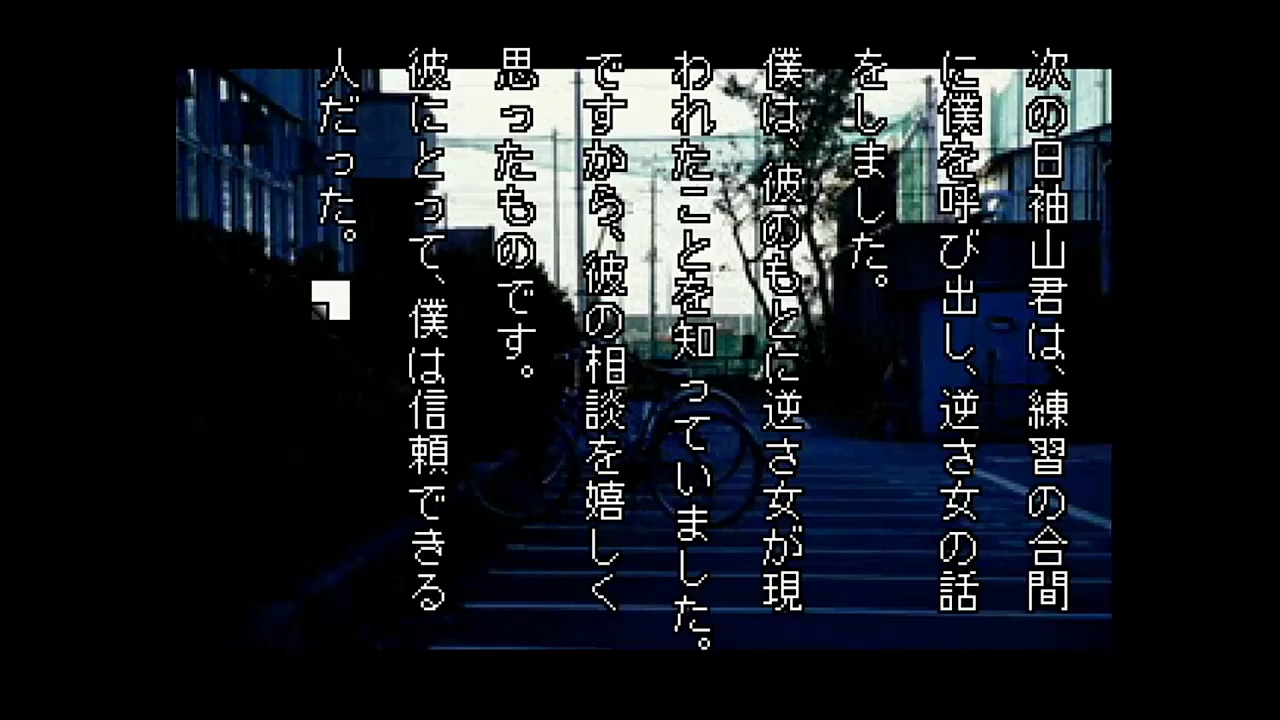 次の日袖山君は、練習の合間
に僕を呼び出し、逆さ女の話
をしました。
僕は、彼のもとに逆さ女が現
われたことを知っていました。
ですから、彼の相談を嬉しく
思ったものです。
彼にとって、僕は信頼できる
人だった。